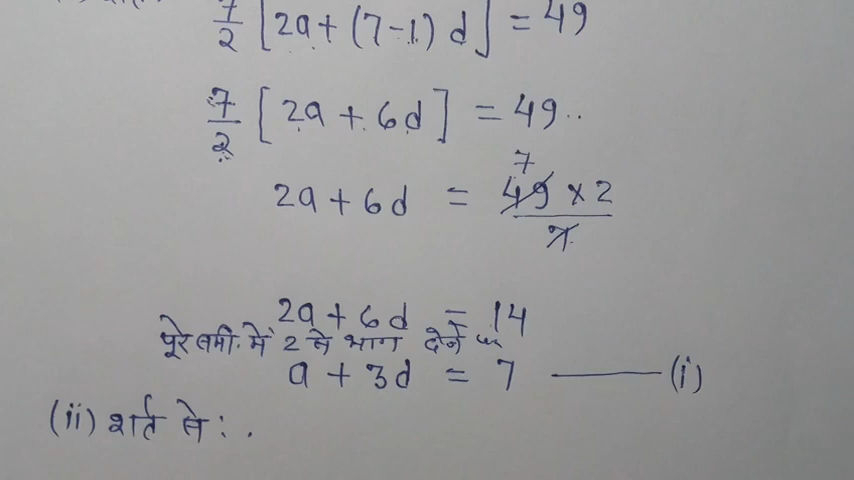 7/2 [2a + (7-1) d] = 49
7/2 [2a + 6d] = 49..
2a + 6d = 49 × 2 / 7
7
2a + 6d = 14
पूरे समी. में 2 से भाग देने पर
a + 3d = 7 —— (i)
(ii) शर्त से : .